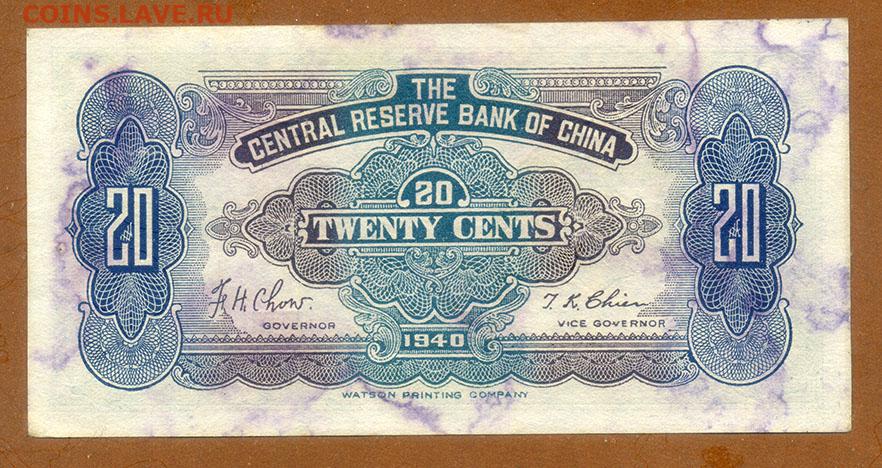 COINS.LAVE.RU
THE
CENTRAL RESERVE BANK OF CHINA
20
TWENTY CENTS
20
20
F. H. Chow.
GOVERNOR
T. K. Chien
VICE GOVERNOR
1940
WATSON PRINTING COMPANY